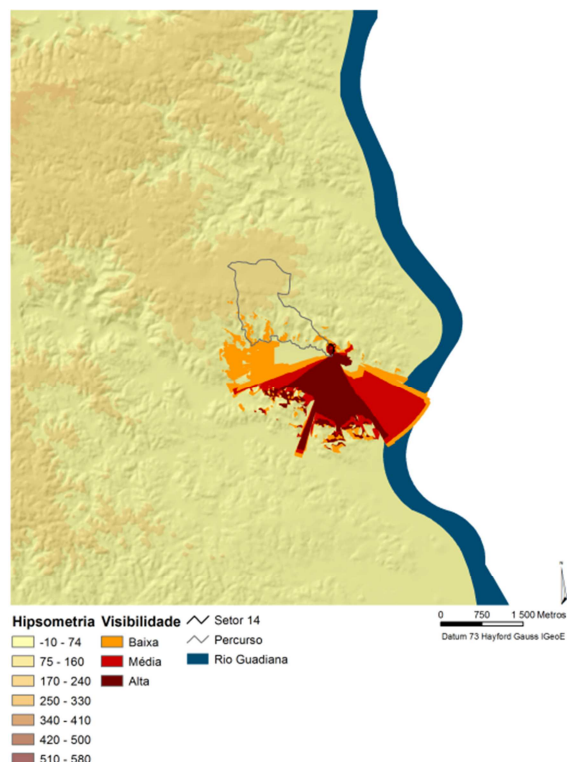 N
0 750 1 500 Metros
Datum 73 Hayford Gauss IGeoE
Hipsometria
-10 - 74
75 - 160
170 - 240
250 - 330
340 - 410
420 - 500
510 - 580
Visibilidade
Baixa
Média
Alta
Setor 14
Percurso
Rio Guadiana